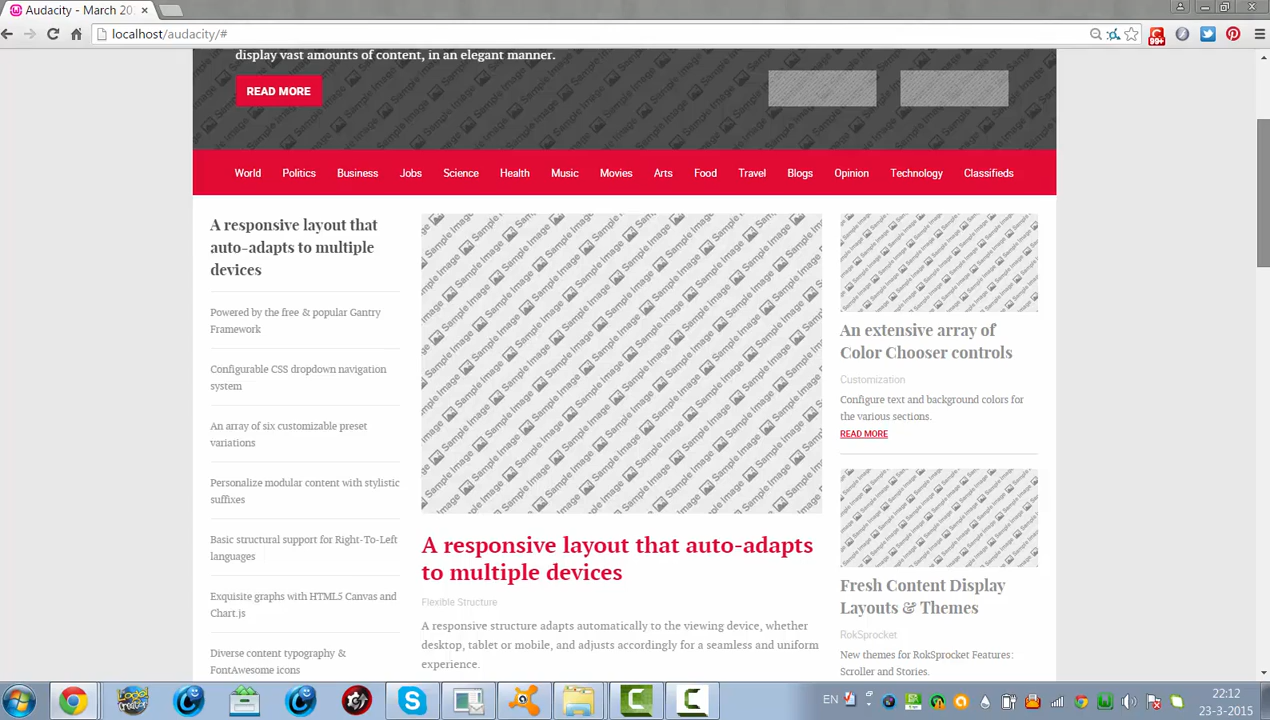 Audacity - March 20
localhost/audacity/#
99+
display vast amounts of content, in an elegant manner.
READ MORE
World Politics Business Jobs Science Health Music Movies Arts Food Travel Blogs Opinion Technology Classifieds
A responsive layout that
auto-adapts to multiple
devices
Powered by the free & popular Gantry
Framework
Configurable CSS dropdown navigation
system
An array of six customizable preset
variations
Personalize modular content with stylistic
suffixes
Basic structural support for Right-To-Left
languages
Exquisite graphs with HTML5 Canvas and
Chart.js
Diverse content typography &
FontAwesome icons
Sample Image
A responsive layout that auto-adapts
to multiple devices
Flexible Structure
A responsive structure adapts automatically to the viewing device, whether
desktop, tablet or mobile, and adjusts accordingly for a seamless and uniform
experience.
Sample Image
An extensive array of
Color Chooser controls
Customization
Configure text and background colors for
the various sections.
READ MORE
Sample Image
Fresh Content Display
Layouts & Themes
RokSprocket
New themes for RokSprocket Features:
Scroller and Stories.
EN
22:12
23-3-2015